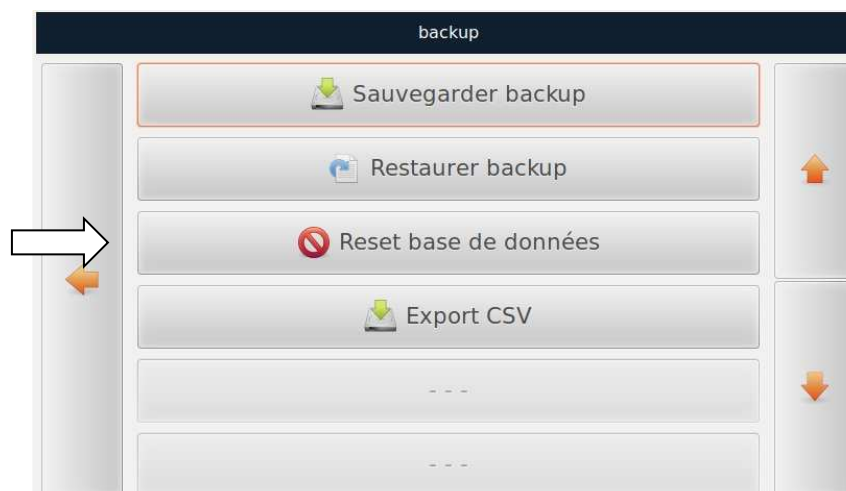 backup
Sauvegarder backup
Restaurer backup
Reset base de données
Export CSV
- - -
- - -